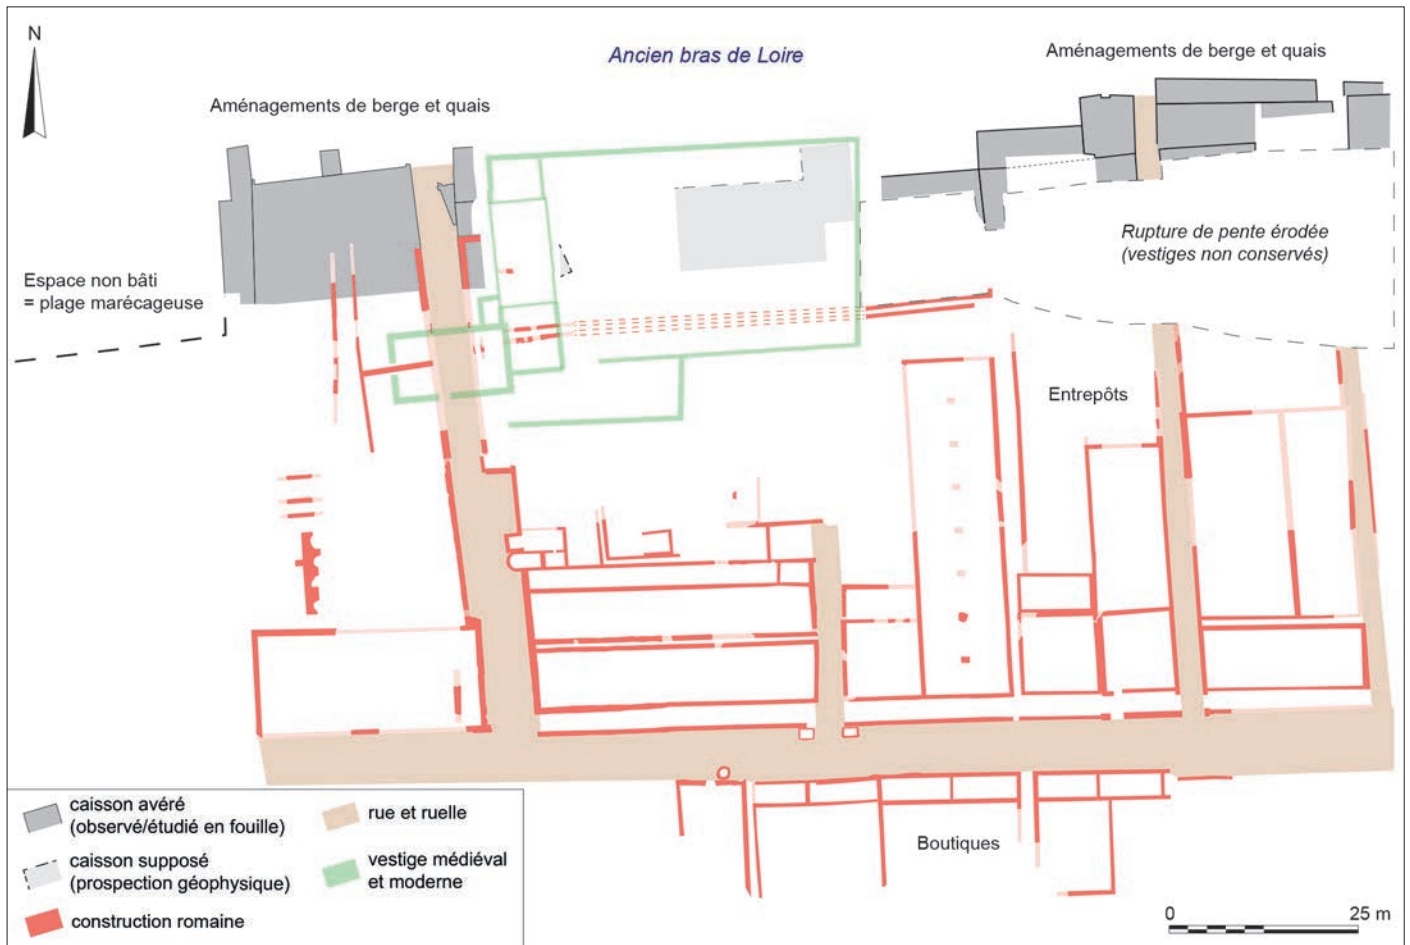 N
Ancien bras de Loire
Aménagements de berge et quais
Aménagements de berge et quais
Rupture de pente érodée
(vestiges non conservés)
Espace non bâti
= plage marécageuse
Entrepôts
Boutiques
caisson avéré
(observé/étudié en fouille)
caisson supposé
(prospection géophysique)
construction romaine
rue et ruelle
vestige médiéval
et moderne
0 25 m